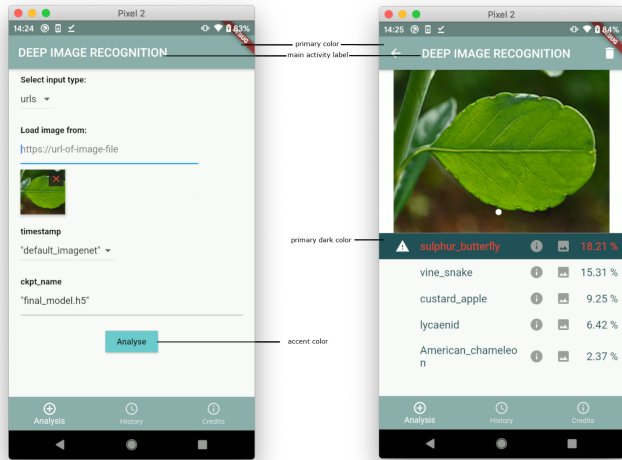 Pixel 2
14:24
83%
DEEP IMAGE RECOGNITION
Select input type:
urls
Load image from:
https://url-of-image-file
timestamp
"default_imagenet"
ckpt_name
"final_model.h5"
Analyse
Analysis
History
Credits
primary color
main activity label
primary dark color
accent color
Pixel 2
14:25
84%
DEEP IMAGE RECOGNITION
sulphur_butterfly 18.21 %
vine_snake 15.31 %
custard_apple 9.25 %
lycaenid 6.42 %
American_chameleo
n 2.37 %
Analysis
History
Credits